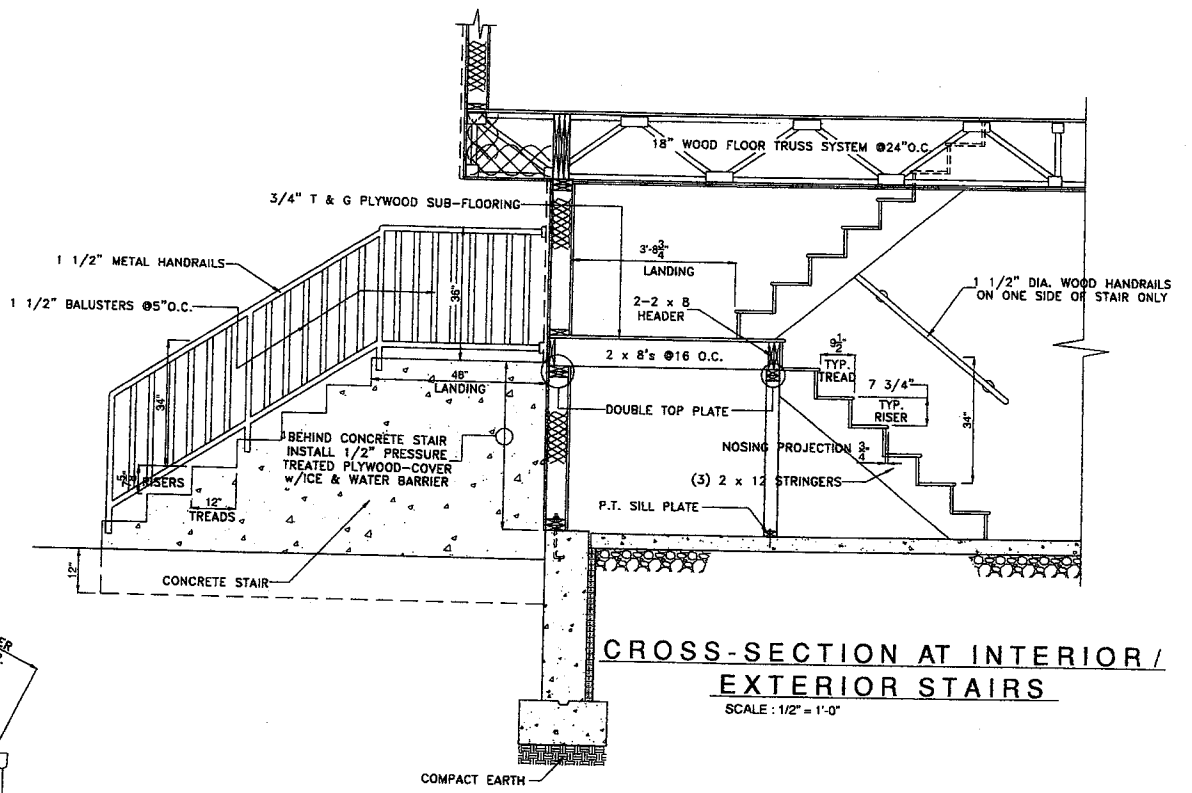 18" WOOD FLOOR TRUSS SYSTEM @24"O.C.
3/4" T & G PLYWOOD SUB-FLOORING
3'-8 3/4"
LANDING
1 1/2" METAL HANDRAILS
1 1/2" BALUSTERS @5"O.C.
36"
2-2 x 8
HEADER
1 1/2" DIA. WOOD HANDRAILS
ON ONE SIDE OF STAIR ONLY
2 x 8's @16 O.C.
9 1/2"
TYP.
TREAD
7 3/4"
TYP.
RISER
48"
LANDING
34"
DOUBLE TOP PLATE
34"
BEHIND CONCRETE STAIR
INSTALL 1/2" PRESSURE
TREATED PLYWOOD-COVER
w/ICE & WATER BARRIER
NOSING PROJECTION 3/4"
(3) 2 x 12 STRINGERS
RISERS
12"
TREADS
P.T. SILL PLATE
12"
CONCRETE STAIR
CROSS-SECTION AT INTERIOR /
EXTERIOR STAIRS
SCALE : 1/2" = 1'-0"
COMPACT EARTH